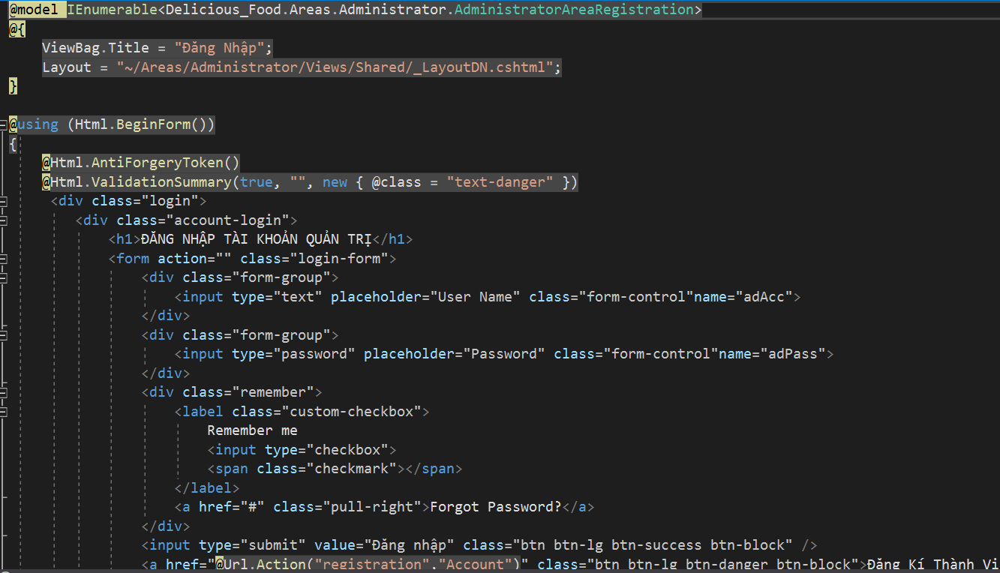 @model IEnumerable<Delicious_Food.Areas.Administrator.AdministratorAreaRegistration>
@{
ViewBag.Title = "Đăng Nhập";
Layout = "~/Areas/Administrator/Views/Shared/_LayoutDN.cshtml";
}
@using (Html.BeginForm())
{
@Html.AntiForgeryToken()
@Html.ValidationSummary(true, "", new { @class = "text-danger" })
<div class="login">
<div class="account-login">
<h1>ĐĂNG NHẬP TÀI KHOẢN QUẢN TRỊ</h1>
<form action="" class="login-form">
<div class="form-group">
<input type="text" placeholder="User Name" class="form-control"name="adAcc">
</div>
<div class="form-group">
<input type="password" placeholder="Password" class="form-control"name="adPass">
</div>
<div class="remember">
<label class="custom-checkbox">
Remember me
<input type="checkbox">
<span class="checkmark"></span>
</label>
<a href="#" class="pull-right">Forgot Password?</a>
</div>
<input type="submit" value="Đăng nhập" class="btn btn-lg btn-success btn-block" />
<a href="@Url.Action("registration","Account")" class="btn btn-lg btn-danger btn-block">Đăng Kí Thành Vi